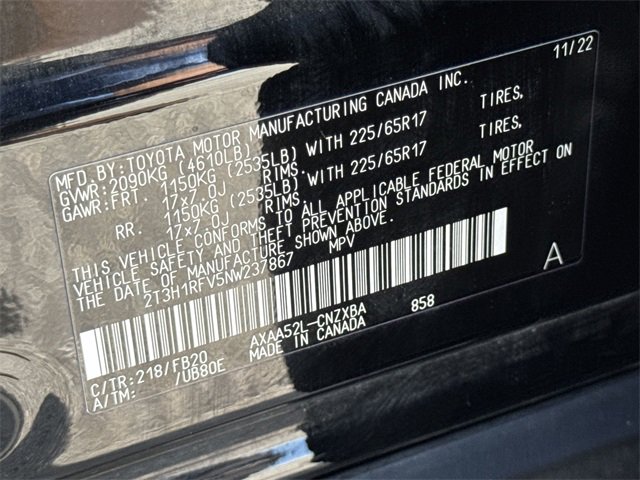 11/22
MFD.BY:TOYOTA MOTOR MANUFACTURING CANADA INC.
GVWR:2090KG (4610LB)
GAWR:FRT. 1150KG (2535LB) WITH 225/65R17 TIRES,
17x7.0J RIMS.
RR. 1150KG (2535LB) WITH 225/65R17 TIRES,
17x7.0J RIMS.
THIS VEHICLE CONFORMS TO ALL APPLICABLE FEDERAL MOTOR
VEHICLE SAFETY AND THEFT PREVENTION STANDARDS IN EFFECT ON
THE DATE OF MANUFACTURE SHOWN ABOVE.
2T3H1RFV5NW237867 MPV
A
C/TR:218/FB20 AXAA52L-CNZXBA 858
A/TM: /UB80E MADE IN CANADA